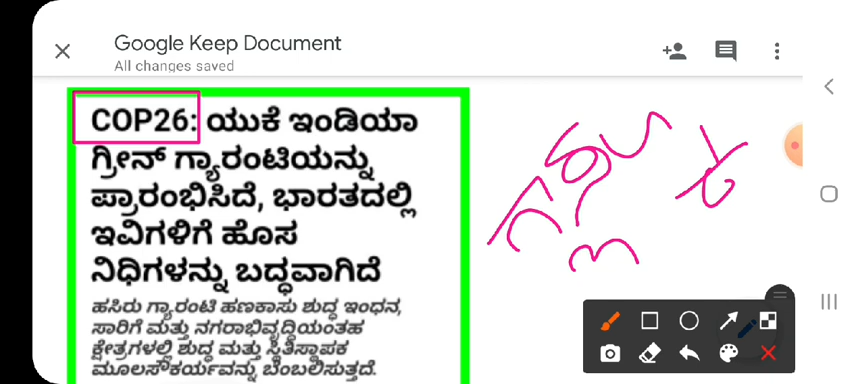 Google Keep Document
All changes saved
COP26: ಯುಕೆ ಇಂಡಿಯಾ
ಗ್ರೀನ್ ಗ್ಯಾರಂಟಿಯನ್ನು
ಪ್ರಾರಂಭಿಸಿದೆ, ಭಾರತದಲ್ಲಿ
ಇವಿಗಳಿಗೆ ಹೊಸ
ನಿಧಿಗಳನ್ನು ಬದ್ಧವಾಗಿದೆ
ಹಸಿರು ಗ್ಯಾರಂಟಿ ಹಣಕಾಸು ಶುದ್ಧ ಇಂಧನ,
ಸಾರಿಗೆ ಮತ್ತು ನಗರಾಭಿವೃದ್ಧಿಯಂತಹ
ಕ್ಷೇತ್ರಗಳಲ್ಲಿ ಶುದ್ಧ ಮತ್ತು ಸ್ಥಿತಿಸ್ಥಾಪಕ
ಮೂಲಸೌಕರ್ಯವನ್ನು ಬೆಂಬಲಿಸುತ್ತದೆ.